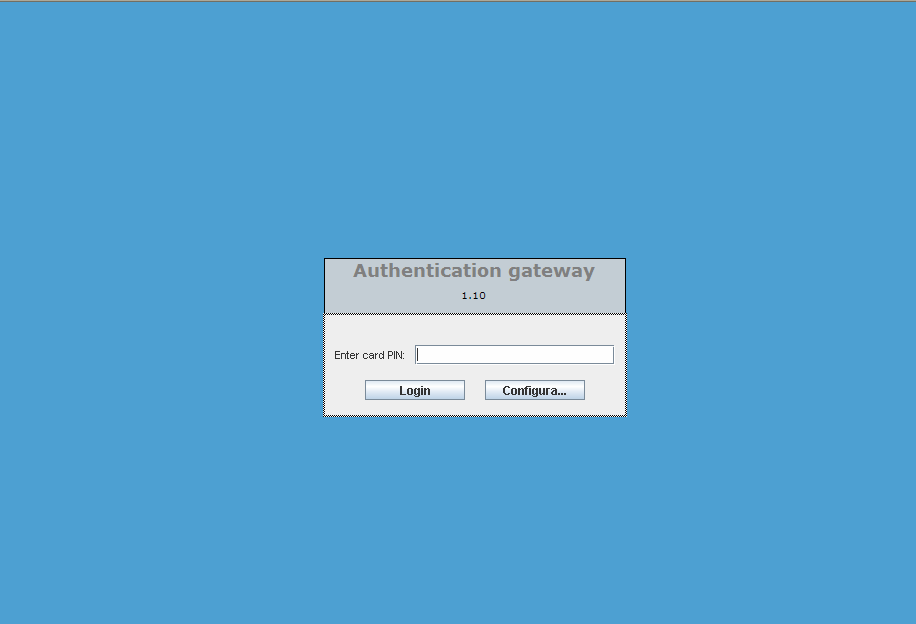 Authentication gateway
1.10
Enter card PIN:
Login Configura...